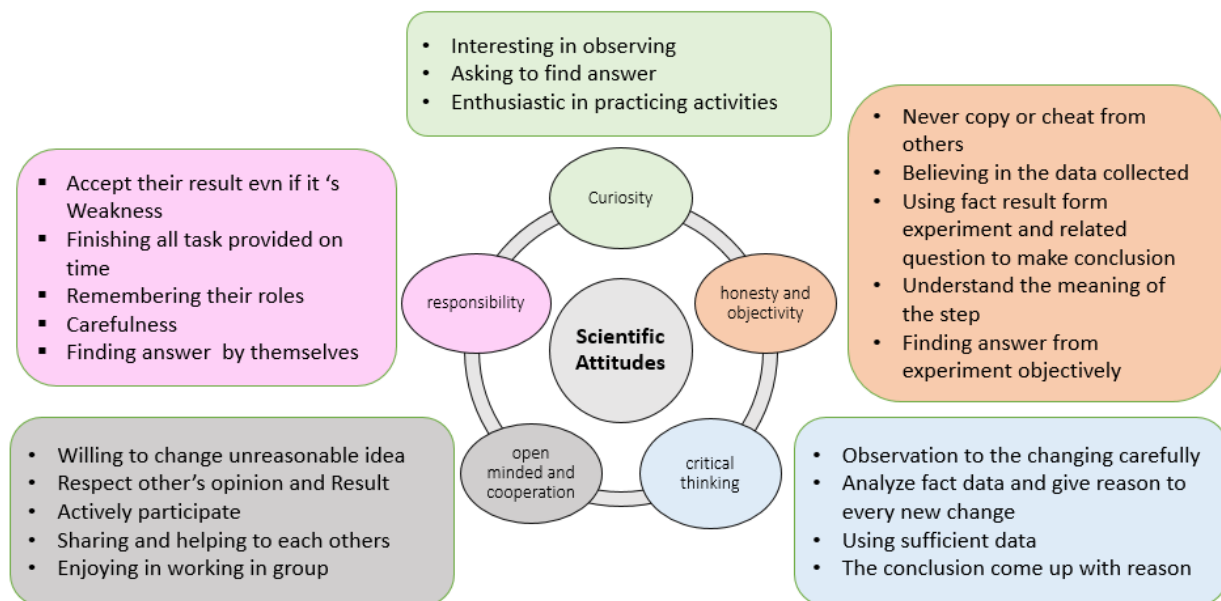 • Interesting in observing
• Asking to find answer
• Enthusiastic in practicing activities
• Never copy or cheat from
others
• Believing in the data collected
• Using fact result form
experiment and related
question to make conclusion
• Understand the meaning of
the step
• Finding answer from
experiment objectively
▪ Accept their result evn if it ‘s
Weakness
▪ Finishing all task provided on
time
▪ Remembering their roles
▪ Carefulness
▪ Finding answer by themselves
Curiosity
responsibility
honesty and
objectivity
Scientific
Attitudes
open
minded and
cooperation
critical
thinking
• Willing to change unreasonable idea
• Respect other’s opinion and Result
• Actively participate
• Sharing and helping to each others
• Enjoying in working in group
• Observation to the changing carefully
• Analyze fact data and give reason to
every new change
• Using sufficient data
• The conclusion come up with reason